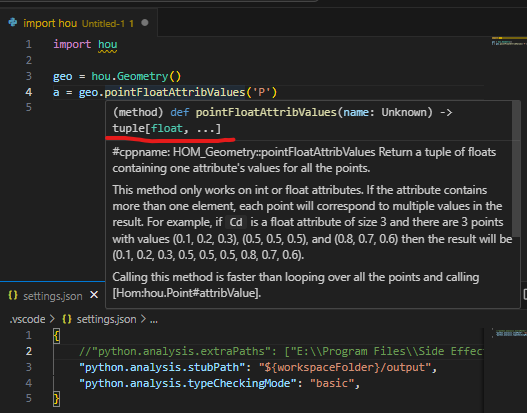 import hou Untitled-1 1
1 import hou
2
3 geo = hou.Geometry()
4 a = geo.pointFloatAttribValues('P')
5
(method) def pointFloatAttribValues(name: Unknown) ->
tuple[float, ...]
#cppname: HOM_Geometry::pointFloatAttribValues Return a tuple of floats
containing one attribute's values for all the points.
This method only works on int or float attributes. If the attribute contains
more than one element, each point will correspond to multiple values in the
result. For example, if Cd is a float attribute of size 3 and there are 3 points
with values (0.1, 0.2, 0.3), (0.5, 0.5, 0.5), and (0.8, 0.7, 0.6) then the result will be
(0.1, 0.2, 0.3, 0.5, 0.5, 0.5, 0.8, 0.7, 0.6).
Calling this method is faster than looping over all the points and calling
[Hom:hou.Point#attribValue].
{} settings.json ×
.vscode > {} settings.json > ...
1 {
2 //"python.analysis.extraPaths": ["E:\\Program Files\\Side Effec
3 "python.analysis.stubPath": "${workspaceFolder}/output",
4 "python.analysis.typeCheckingMode": "basic",
5 }